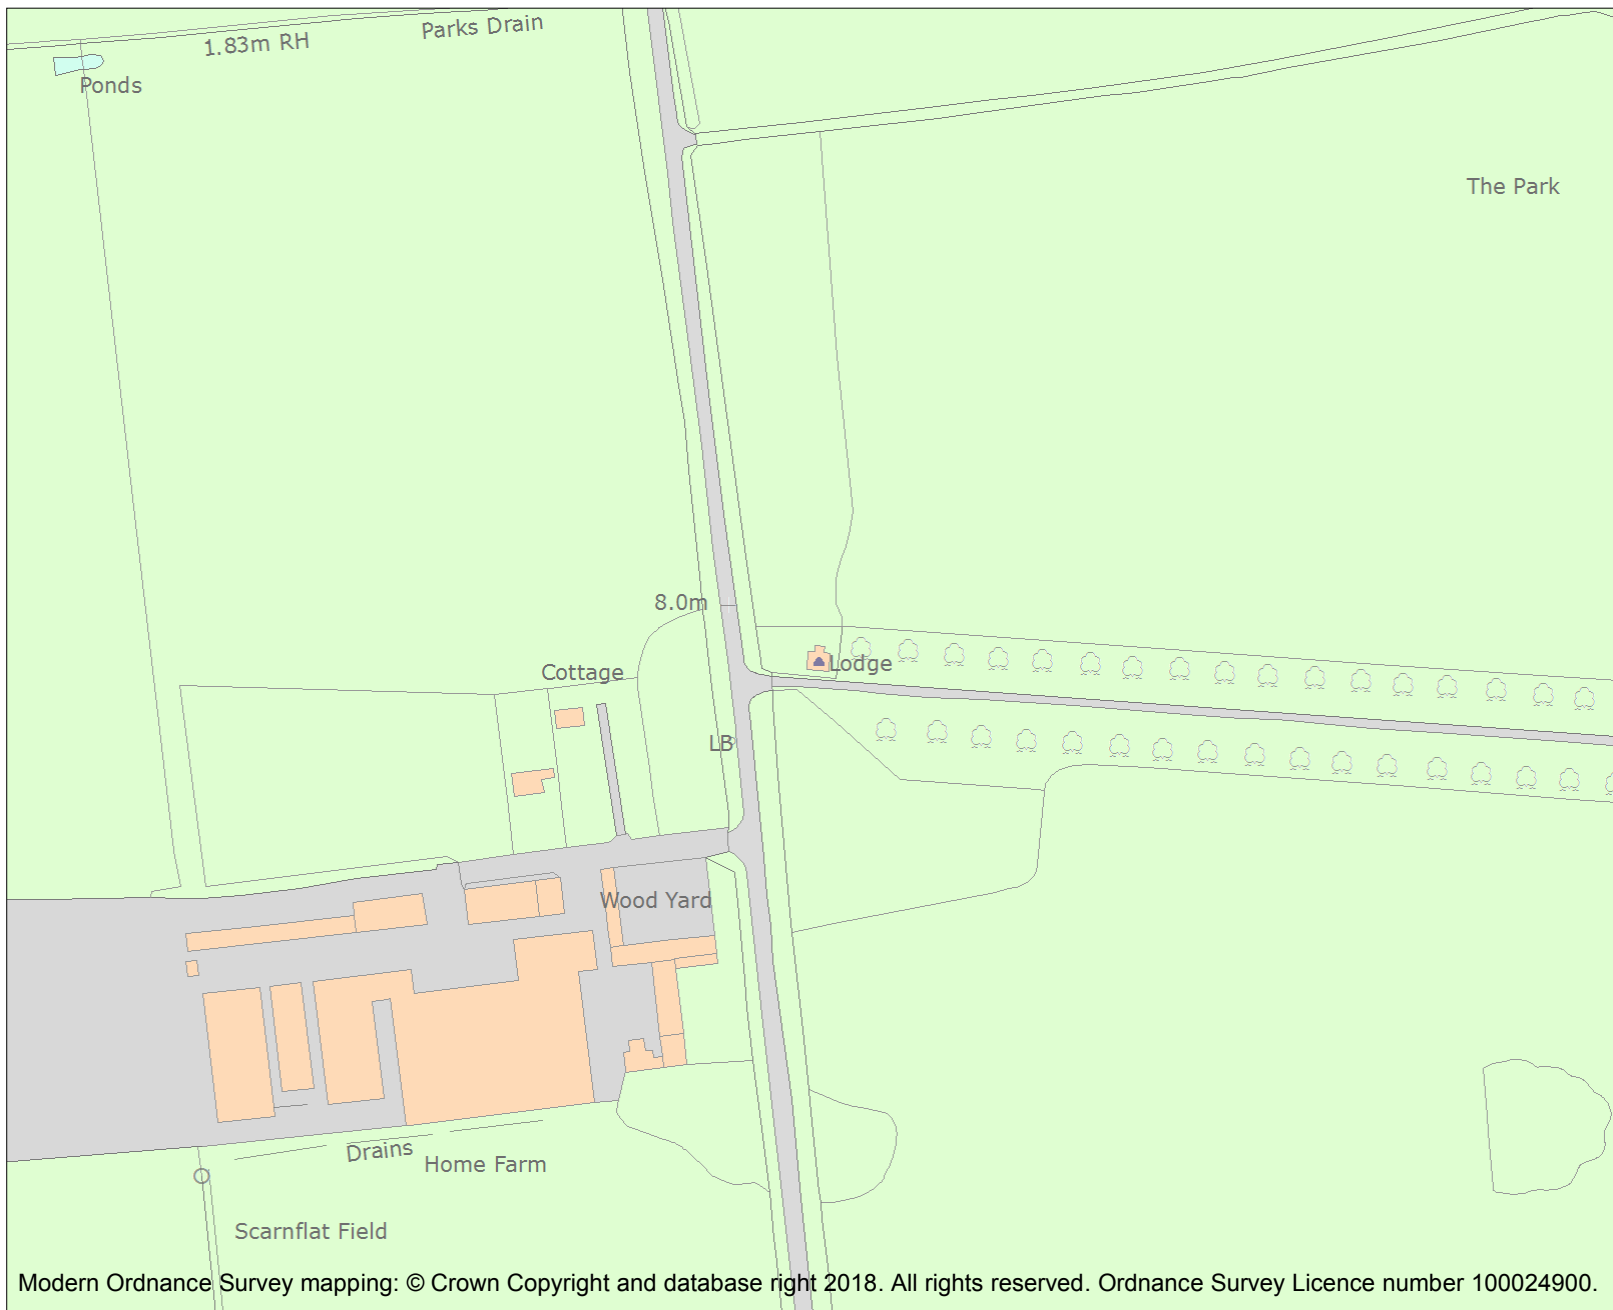 Parks Drain
1.83m RH
Ponds
The Park
8.0m
Lodge
Cottage
LB
Wood Yard
Drains
Home Farm
Scarnflat Field
Modern Ordnance Survey mapping: © Crown Copyright and database right 2018. All rights reserved. Ordnance Survey Licence number 100024900.